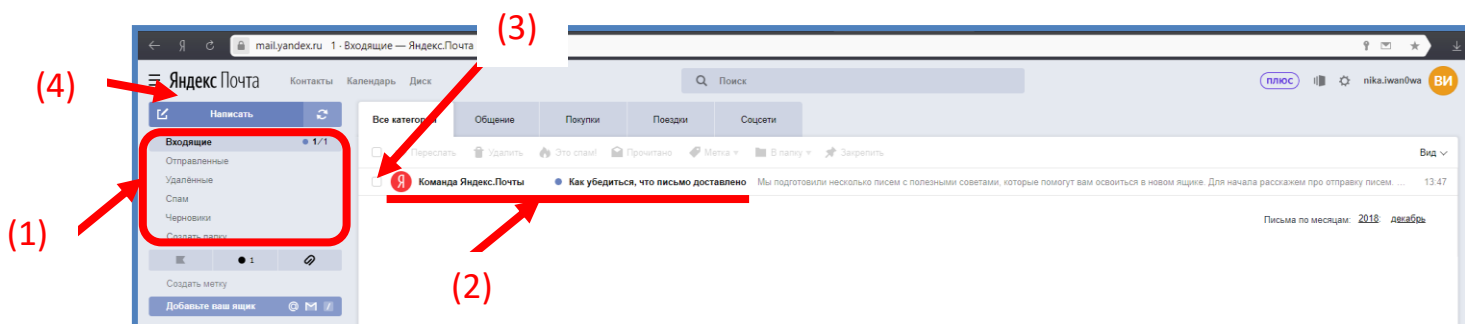 (3)
mail.yandex.ru 1 · Входящие — Яндекс.Почта
(4)
Яндекс Почта Контакты Календарь Диск Поиск плюс nika.iwan0wa ВИ
Написать
Все категории Общение Покупки Поездки Соцсети
Входящие 1/1
Переслать Удалить Это спам! Прочитано Метка В папку Закрепить Вид
Отправленные
Удалённые
Я Команда Яндекс.Почты Как убедиться, что письмо доставлено Мы подготовили несколько писем с полезными советами, которые помогут вам освоиться в новом ящике. Для начала расскажем про отправку писем. ... 13:47
Спам
Черновики
Письма по месяцам: 2018: декабрь
(1)
Создать папку
1
Создать метку
(2)
Добавьте ваш ящик